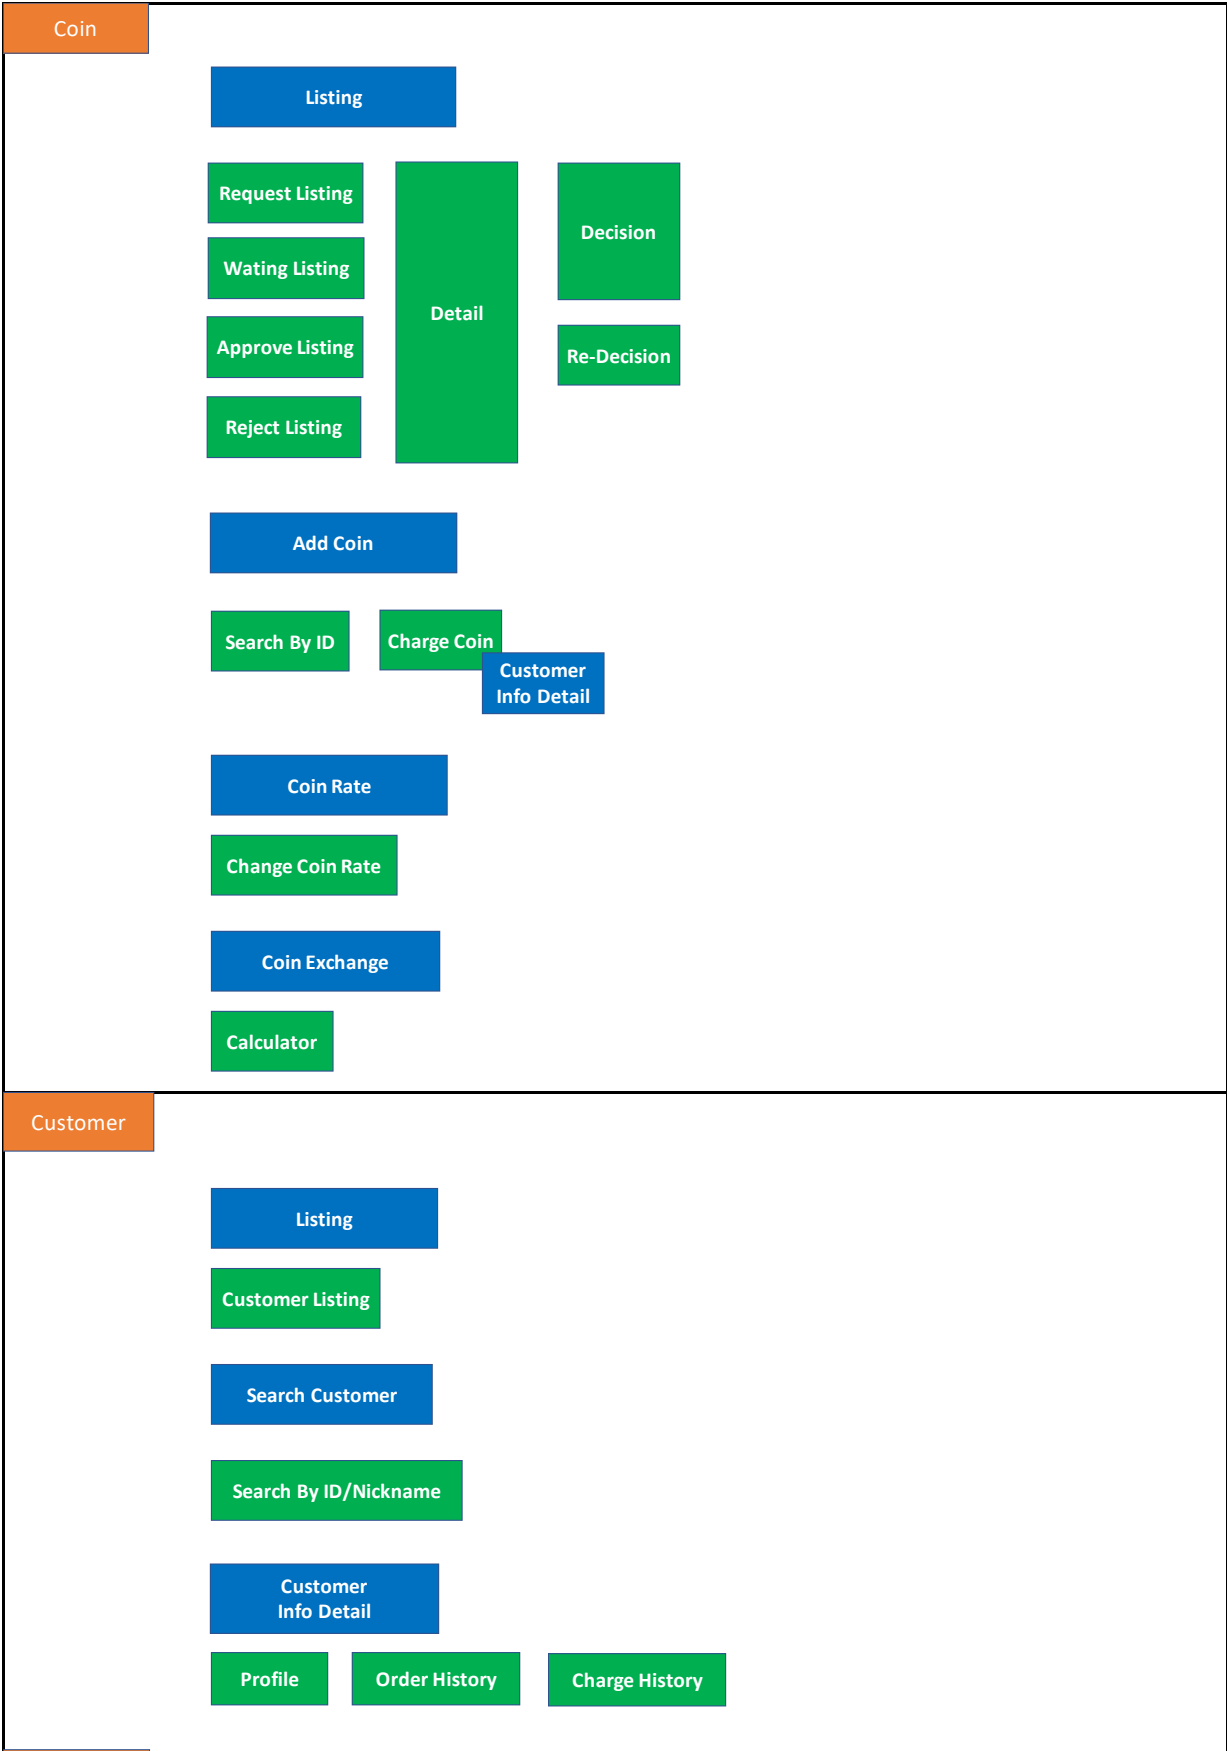 Coin
Listing
Request Listing
Wating Listing
Approve Listing
Reject Listing
Detail
Decision
Re-Decision
Add Coin
Search By ID
Charge Coin
Customer
Info Detail
Coin Rate
Change Coin Rate
Coin Exchange
Calculator
Customer
Listing
Customer Listing
Search Customer
Search By ID/Nickname
Customer
Info Detail
Profile
Order History
Charge History